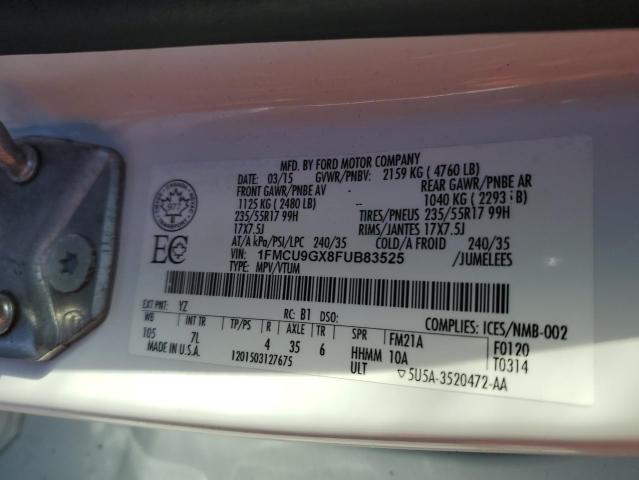 MFD. BY FORD MOTOR COMPANY
DATE: 03/15 GVWR/PNBV: 2159 KG ( 4760 LB)
FRONT GAWR/PNBE AV REAR GAWR/PNBE AR
1125 KG ( 2480 LB) 1040 KG ( 2293 B)
235/55R17 99H TIRES/PNEUS 235/55R17 99H
17X7.5J RIMS/JANTES 17X7.5J
AT/A kPa/PSI/LPC 240/35 COLD/A FROID 240/35
VIN: 1FMCU9GX8FUB83525 /JUMELEES
TYPE: MPV/VTUM
EXT PNT: YZ RC: B1 DSO:
COMPLIES: ICES/NMB-002
WB INT TR TP/PS R AXLE TR SPR FM21A F0120
105 7L 4 35 6 HHMM 10A T0314
1201503127675 ULT ▽5U5A-3520472-AA
CANADA
977
EC